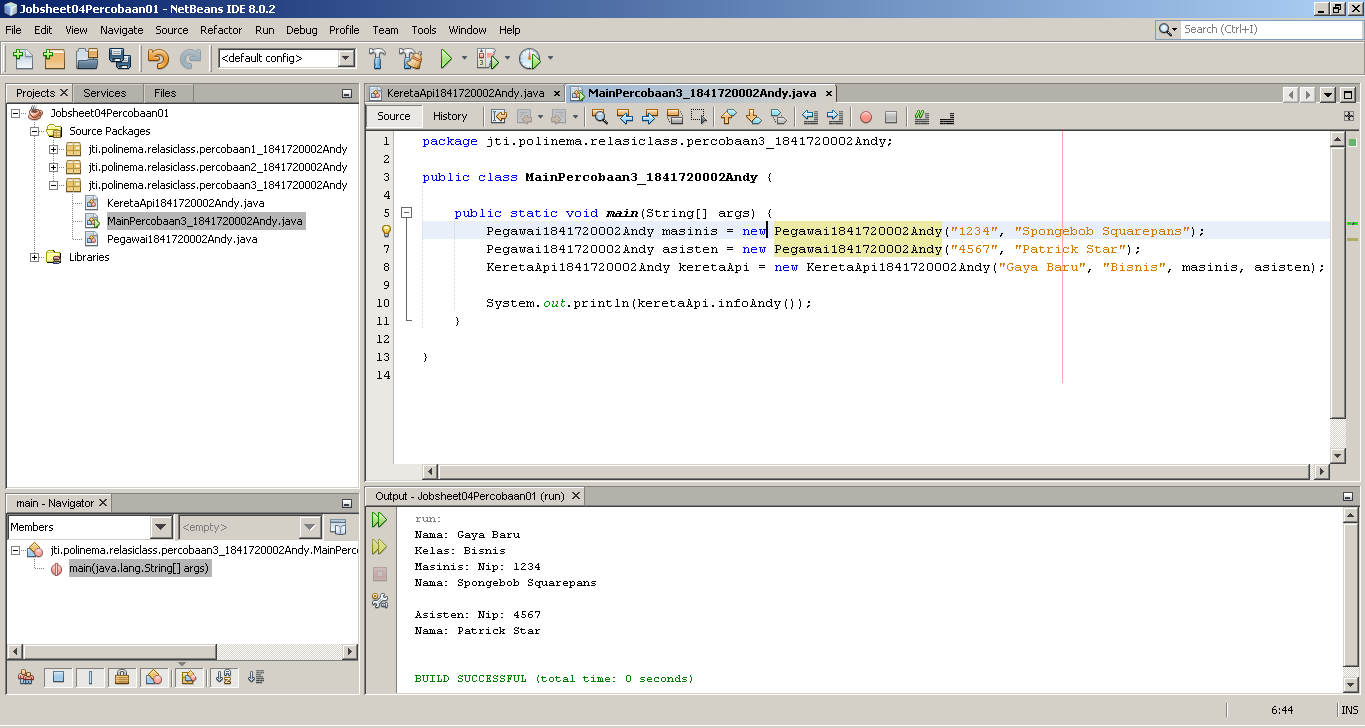 Jobsheet04Percobaan01 - NetBeans IDE 8.0.2
File Edit View Navigate Source Refactor Run Debug Profile Team Tools Window Help
Search (Ctrl+I)
<default config>
Projects Services Files
Jobsheet04Percobaan01
Source Packages
jti.polinema.relasiclass.percobaan1_1841720002Andy
jti.polinema.relasiclass.percobaan2_1841720002Andy
jti.polinema.relasiclass.percobaan3_1841720002Andy
KeretaApi1841720002Andy.java
MainPercobaan3_1841720002Andy.java
Pegawai1841720002Andy.java
Libraries
main - Navigator
Members
<empty>
jti.polinema.relasiclass.percobaan3_1841720002Andy.MainPerc
main(java.lang.String[] args)
KeretaApi1841720002Andy.java MainPercobaan3_1841720002Andy.java
Source History
1 package jti.polinema.relasiclass.percobaan3_1841720002Andy;
2
3 public class MainPercobaan3_1841720002Andy {
4
5 public static void main(String[] args) {
Pegawai1841720002Andy masinis = new Pegawai1841720002Andy("1234", "Spongebob Squarepans");
7 Pegawai1841720002Andy asisten = new Pegawai1841720002Andy("4567", "Patrick Star");
8 KeretaApi1841720002Andy keretaApi = new KeretaApi1841720002Andy("Gaya Baru", "Bisnis", masinis, asisten);
9
10 System.out.println(keretaApi.infoAndy());
11 }
12
13 }
14
Output - Jobsheet04Percobaan01 (run)
run:
Nama: Gaya Baru
Kelas: Bisnis
Masinis: Nip: 1234
Nama: Spongebob Squarepans
Asisten: Nip: 4567
Nama: Patrick Star
BUILD SUCCESSFUL (total time: 0 seconds)
6:44 INS